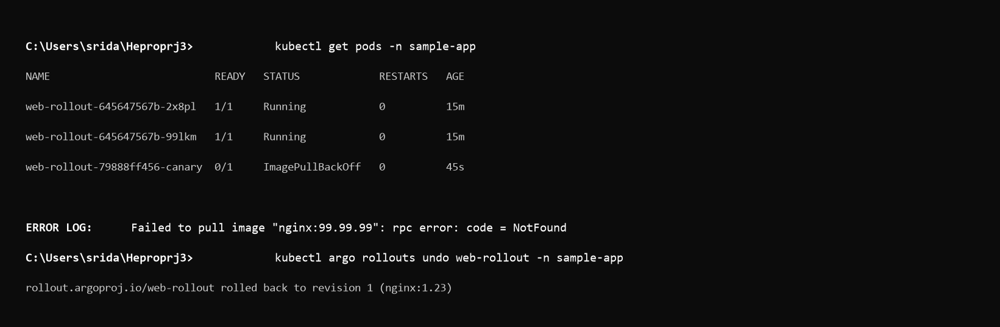 C:\Users\srida\Heproprj3> kubectl get pods -n sample-app
NAME READY STATUS RESTARTS AGE
web-rollout-645647567b-2x8pl 1/1 Running 0 15m
web-rollout-645647567b-99lkm 1/1 Running 0 15m
web-rollout-79888ff456-canary 0/1 ImagePullBackOff 0 45s
ERROR LOG: Failed to pull image "nginx:99.99.99": rpc error: code = NotFound
C:\Users\srida\Heproprj3> kubectl argo rollouts undo web-rollout -n sample-app
rollout.argoproj.io/web-rollout rolled back to revision 1 (nginx:1.23)